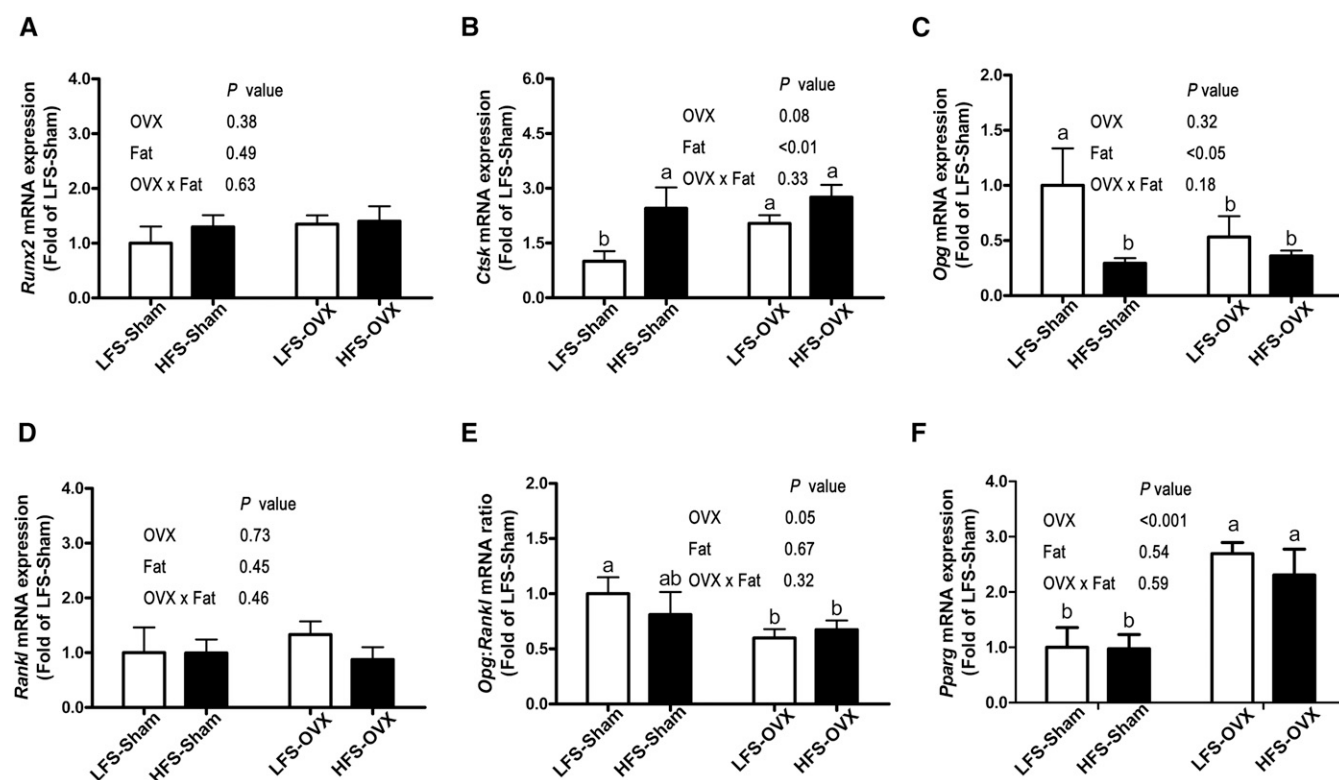 A
Runx2 mRNA expression
(Fold of LFS-Sham)
4.0
3.0
2.0
1.0
0.0
P value
OVX 0.38
Fat 0.49
OVX x Fat 0.63
LFS-Sham
HFS-Sham
LFS-OVX
HFS-OVX
B
Ctsk mRNA expression
(Fold of LFS-Sham)
6.0
4.5
3.0
1.5
0.0
P value
OVX 0.08
Fat <0.01
OVX x Fat 0.33
b
a
a
a
LFS-Sham
HFS-Sham
LFS-OVX
HFS-OVX
C
Opg mRNA expression
(Fold of LFS-Sham)
2.0
1.5
1.0
0.5
0.0
P value
OVX 0.32
Fat <0.05
OVX x Fat 0.18
a
b
b
b
LFS-Sham
HFS-Sham
LFS-OVX
HFS-OVX
D
Rankl mRNA expression
(Fold of LFS-Sham)
4.0
3.0
2.0
1.0
0.0
P value
OVX 0.73
Fat 0.45
OVX x Fat 0.46
LFS-Sham
HFS-Sham
LFS-OVX
HFS-OVX
E
Opg:Rankl mRNA ratio
(Fold of LFS-Sham)
2.0
1.5
1.0
0.5
0.0
P value
OVX 0.05
Fat 0.67
OVX x Fat 0.32
a
ab
b
b
LFS-Sham
HFS-Sham
LFS-OVX
HFS-OVX
F
Pparg mRNA expression
(Fold of LFS-Sham)
4.0
3.0
2.0
1.0
0.0
P value
OVX <0.001
Fat 0.54
OVX x Fat 0.59
b
b
a
a
LFS-Sham
HFS-Sham
LFS-OVX
HFS-OVX